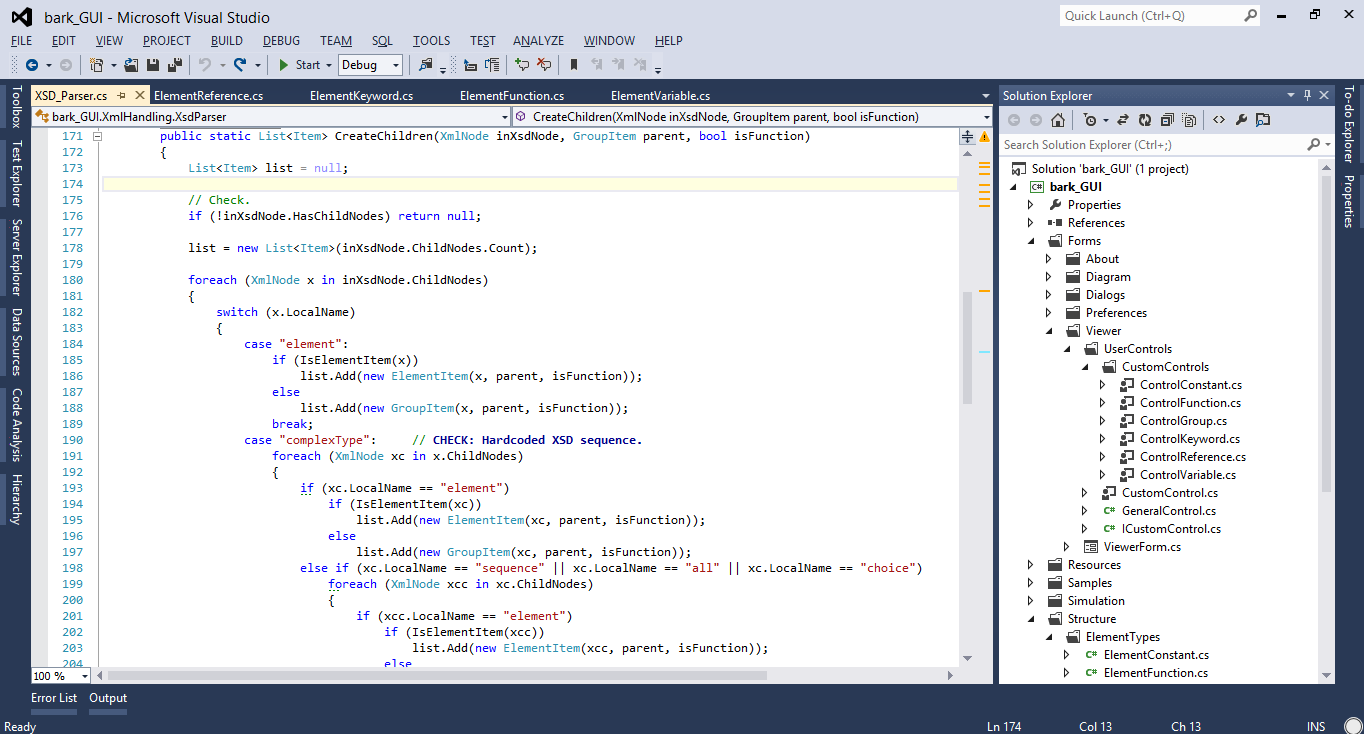 bark_GUI - Microsoft Visual Studio
Quick Launch (Ctrl+Q)
FILE EDIT VIEW PROJECT BUILD DEBUG TEAM SQL TOOLS TEST ANALYZE WINDOW HELP
Start Debug
XSD_Parser.cs ElementReference.cs ElementKeyword.cs ElementFunction.cs ElementVariable.cs
bark_GUI.XmlHandling.XsdParser CreateChildren(XmlNode inXsdNode, GroupItem parent, bool isFunction)
171 public static List<Item> CreateChildren(XmlNode inXsdNode, GroupItem parent, bool isFunction)
172 {
173 List<Item> list = null;
174
175 // Check.
176 if (!inXsdNode.HasChildNodes) return null;
177
178 list = new List<Item>(inXsdNode.ChildNodes.Count);
179
180 foreach (XmlNode x in inXsdNode.ChildNodes)
181 {
182 switch (x.LocalName)
183 {
184 case "element":
185 if (IsElementItem(x))
186 list.Add(new ElementItem(x, parent, isFunction));
187 else
188 list.Add(new GroupItem(x, parent, isFunction));
189 break;
190 case "complexType": // CHECK: Hardcoded XSD sequence.
191 foreach (XmlNode xc in x.ChildNodes)
192 {
193 if (xc.LocalName == "element")
194 if (IsElementItem(xc))
195 list.Add(new ElementItem(xc, parent, isFunction));
196 else
197 list.Add(new GroupItem(xc, parent, isFunction));
198 else if (xc.LocalName == "sequence" || xc.LocalName == "all" || xc.LocalName == "choice")
199 foreach (XmlNode xcc in xc.ChildNodes)
200 {
201 if (xcc.LocalName == "element")
202 if (IsElementItem(xcc))
203 list.Add(new ElementItem(xcc, parent, isFunction));
204 else
100 %
Toolbox
Test Explorer
Server Explorer
Data Sources
Code Analysis
Hierarchy
Solution Explorer
Search Solution Explorer (Ctrl+;)
Solution 'bark_GUI' (1 project)
C# bark_GUI
Properties
References
Forms
About
Diagram
Dialogs
Preferences
Viewer
UserControls
CustomControls
ControlConstant.cs
ControlFunction.cs
ControlGroup.cs
ControlKeyword.cs
ControlReference.cs
ControlVariable.cs
CustomControl.cs
C# GeneralControl.cs
C# ICustomControl.cs
ViewerForm.cs
Resources
Samples
Simulation
Structure
ElementTypes
C# ElementConstant.cs
C# ElementFunction.cs
To-do Explorer
Properties
Error List Output
Ready Ln 174 Col 13 Ch 13 INS